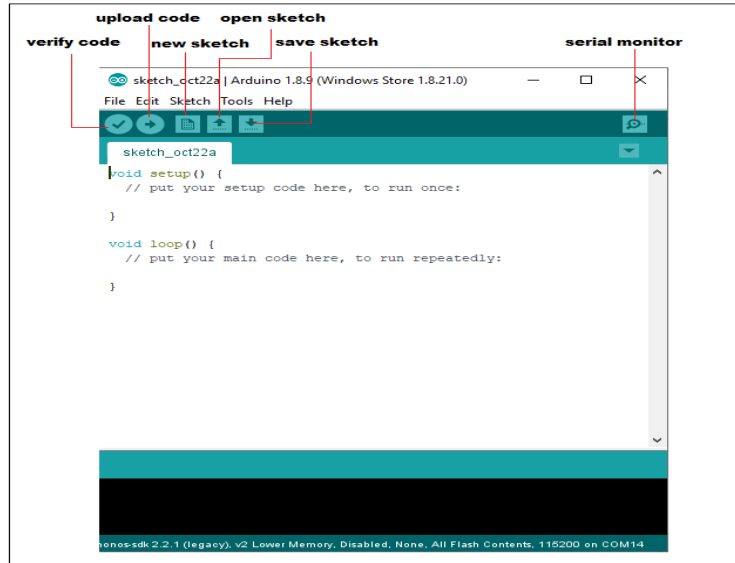 upload code open sketch
verify code new sketch save sketch serial monitor
sketch_oct22a | Arduino 1.8.9 (Windows Store 1.8.21.0)
File Edit Sketch Tools Help
sketch_oct22a
void setup() {
// put your setup code here, to run once:
}
void loop() {
// put your main code here, to run repeatedly:
}
onos-sdk 2.2.1 (legacy), v2 Lower Memory, Disabled, None, All Flash Contents, 115200 on COM14